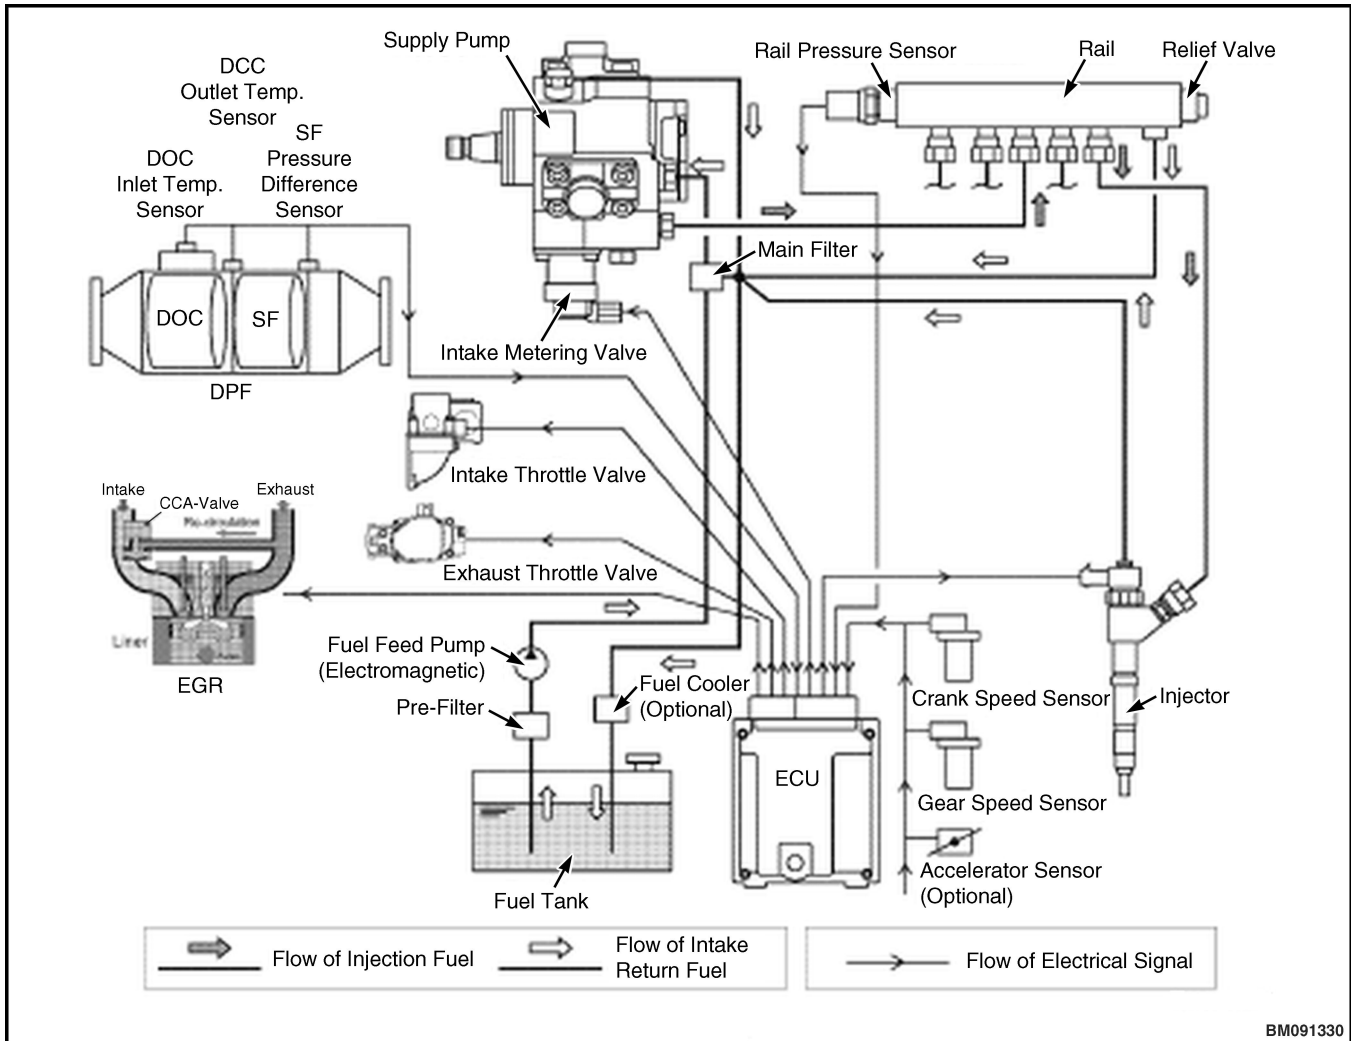 Supply Pump
Rail Pressure Sensor
Rail
Relief Valve
DCC
Outlet Temp.
Sensor
SF
Pressure
Difference
Sensor
DOC
Inlet Temp.
Sensor
Main Filter
DOC
SF
DPF
Intake Metering Valve
Intake Throttle Valve
Intake
Exhaust
CCA-Valve
Re-circulation
Exhaust Throttle Valve
Liner
EGR
Fuel Feed Pump
(Electromagnetic)
Pre-Filter
Fuel Cooler
(Optional)
Crank Speed Sensor
Injector
ECU
Gear Speed Sensor
Accelerator Sensor
(Optional)
Fuel Tank
Flow of Injection Fuel
Flow of Intake
Return Fuel
Flow of Electrical Signal
BM091330